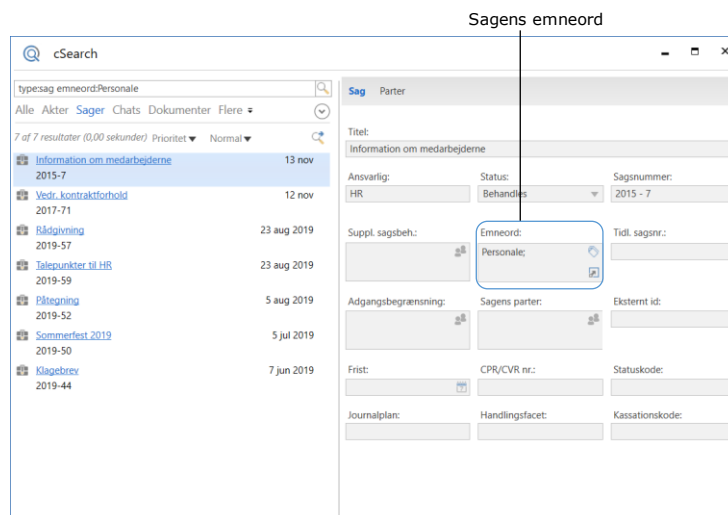 Sagens emneord
cSearch
type:sag emneord:Personale
Alle Akter Sager Chats Dokumenter Flere
7 af 7 resultater (0,00 sekunder) Prioritet Normal
Information om medarbejderne 13 nov
2015-7
Vedr. kontraktforhold 12 nov
2017-71
Rådgivning 23 aug 2019
2019-57
Talepunkter til HR 23 aug 2019
2019-59
Påtegning 5 aug 2019
2019-52
Sommerfest 2019 5 jul 2019
2019-50
Klagebrev 7 jun 2019
2019-44
Sag Parter
Titel:
Information om medarbejderne
Ansvarlig: Status: Sagsnummer:
HR Behandles 2015 - 7
Suppl. sagsbeh.: Emneord: Tidl. sagsnr.:
Personale;
Adgangsbegrænsning: Sagens parter: Eksternt id:
Frist: CPR/CVR nr.: Statuskode:
Journalplan: Handlingsfacet: Kassationskode: